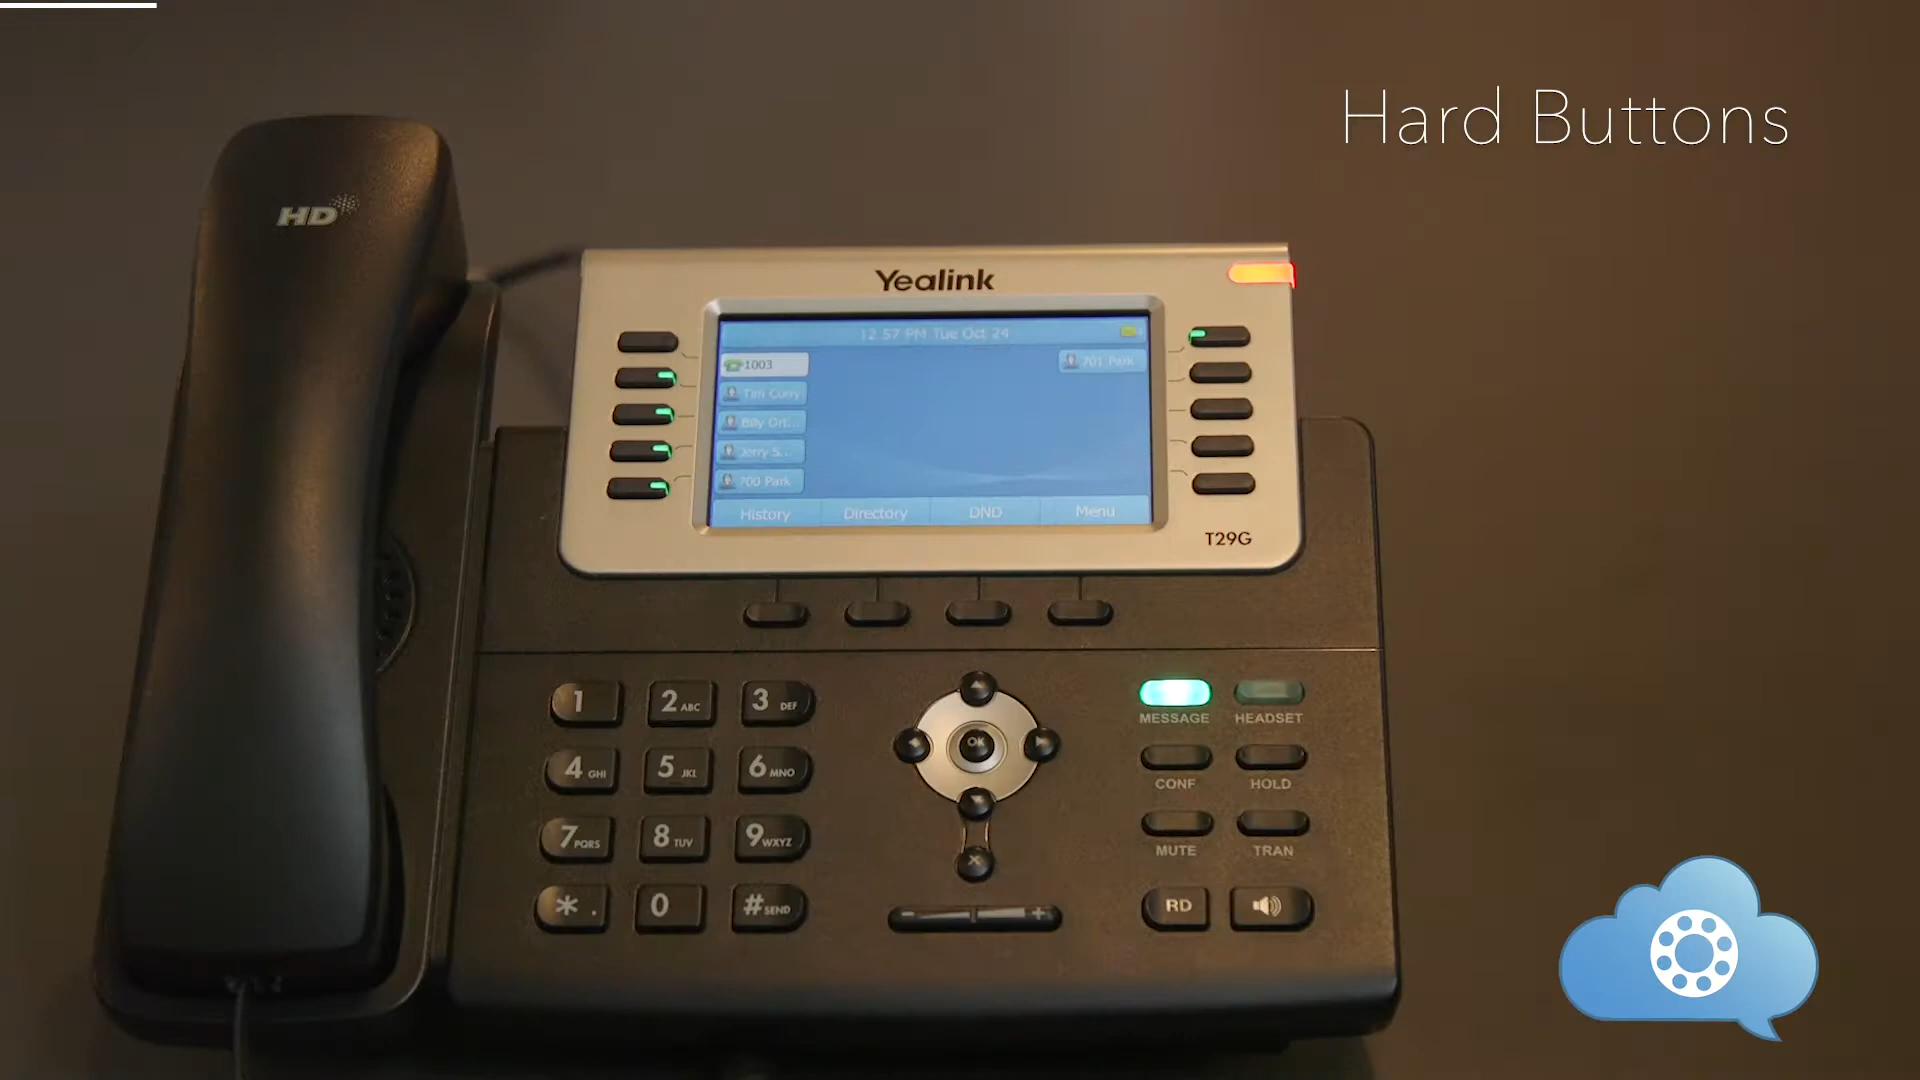 Hard Buttons
HD
Yealink
12 57 PM Tue Oct 24
1003
701 Park
Tim Curry
Billy Ort...
Jerry S...
700 Park
History Directory DND Menu
T29G
1 2 ABC 3 DEF
MESSAGE HEADSET
4 GHI 5 JKL 6 MNO
OK
CONF HOLD
7 PQRS 8 TUV 9 WXYZ
MUTE TRAN
* . 0 # SEND
- +
RD